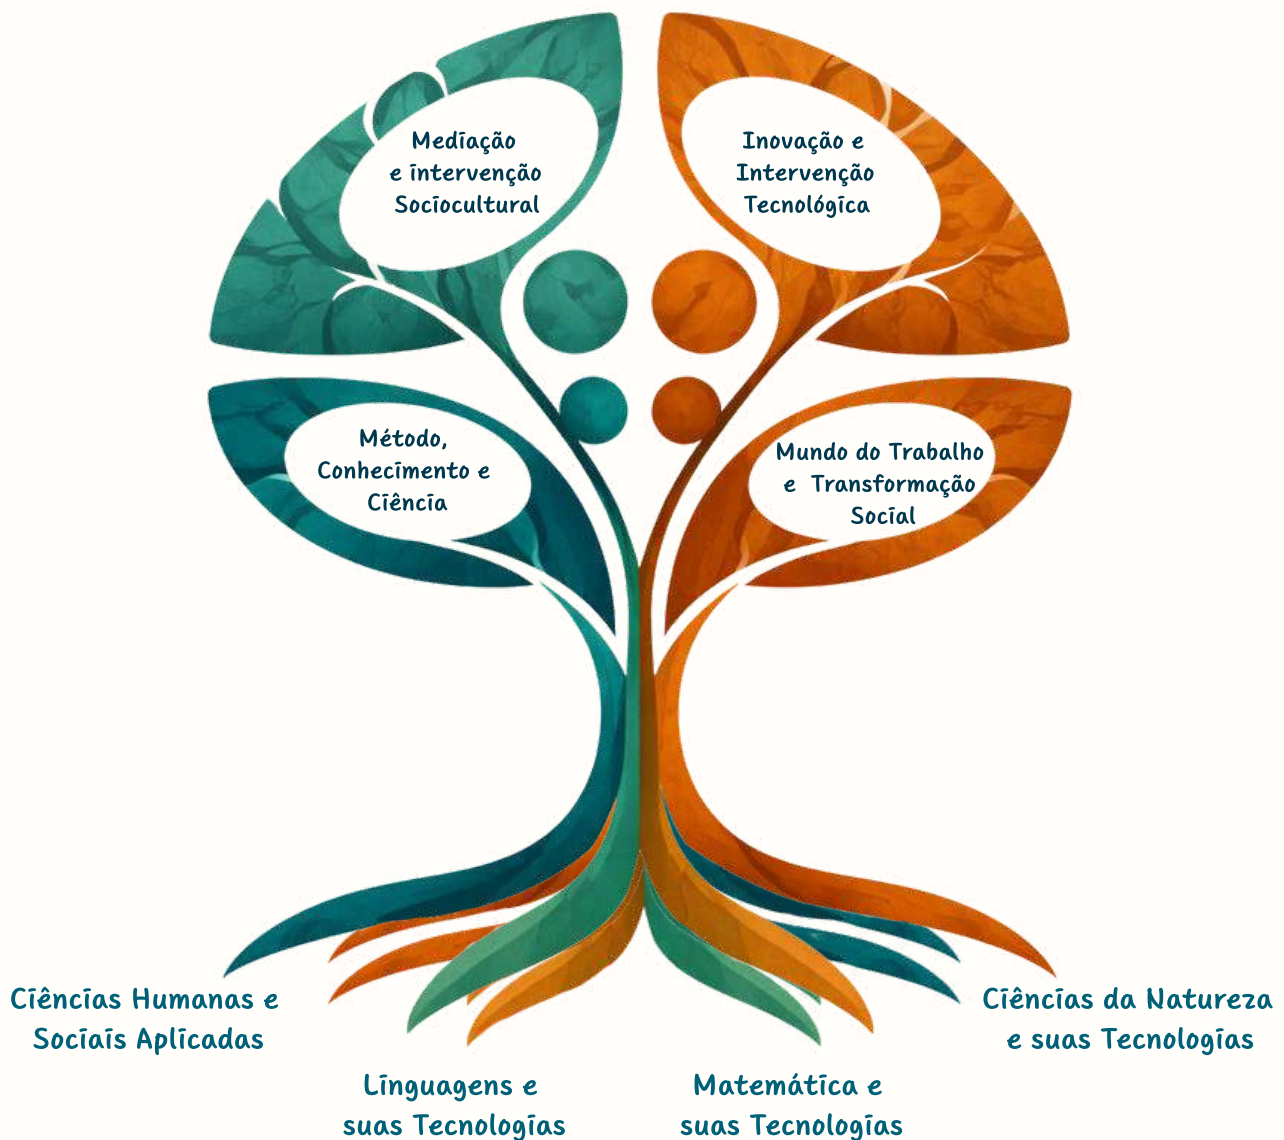 Mediação
e intervenção
Sociocultural
Inovação e
Intervenção
Tecnológica
Método,
Conhecimento e
Ciência
Mundo do Trabalho
e Transformação
Social
Ciências Humanas e
Sociais Aplicadas
Linguagens e
suas Tecnologias
Matemática e
suas Tecnologias
Ciências da Natureza
e suas Tecnologias